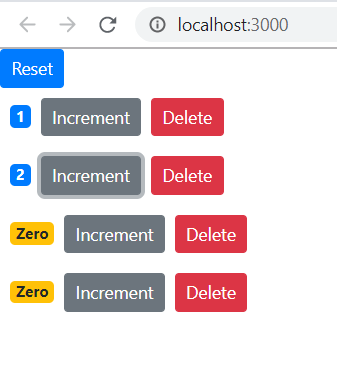 localhost:3000
Reset
1 Increment Delete
2 Increment Delete
Zero Increment Delete
Zero Increment Delete